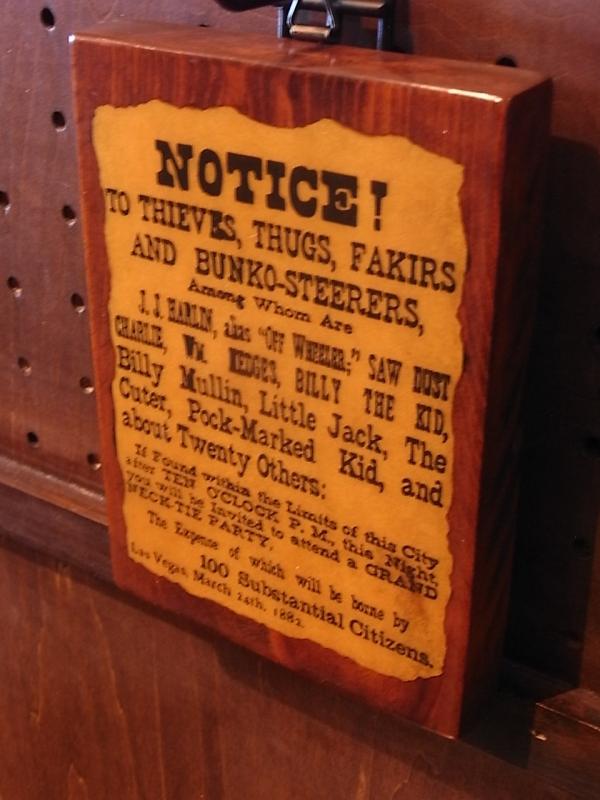 NOTICE!
TO THIEVES, THUGS, FAKIRS
AND BUNKO-STEERERS,
Among Whom Are
J. J. HARLIN, alias "OFF WHEELER;" SAW DUST
CHARLIE, WM. HEDGES, BILLY THE KID,
Billy Mullin, Little Jack, The
Cuter, Pock-Marked Kid, and
about Twenty Others:
If Found within the Limits of this City
after TEN O'CLOCK P. M., this Night,
you will be Invited to attend a GRAND
NECK-TIE PARTY,
The Expense of which will be borne by
100 Substantial Citizens.
Las Vegas, March 24th, 1882.